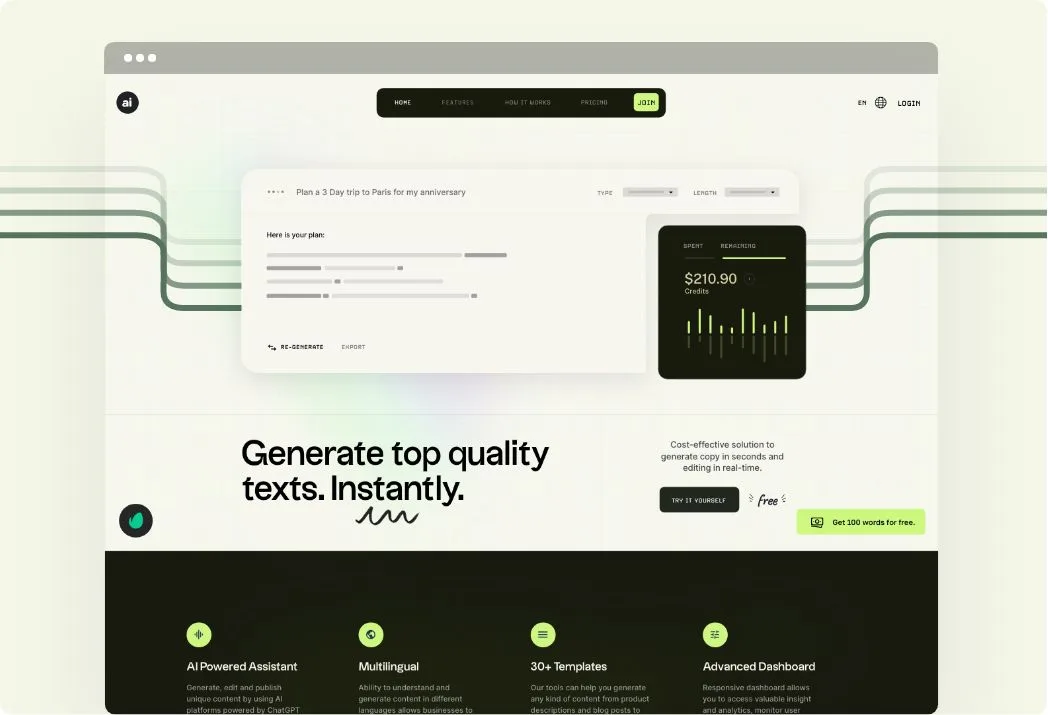 ai
HOME FEATURES HOW IT WORKS PRICING JOIN
EN LOGIN
Plan a 3 Day trip to Paris for my anniversary
TYPE LENGTH
Here is your plan:
RE-GENERATE EXPORT
SPENT REMAINING
$210.90
Credits
Generate top quality
texts. Instantly.
Cost-effective solution to
generate copy in seconds and
editing in real-time.
TRY IT YOURSELF free
Get 100 words for free.
AI Powered Assistant
Generate, edit and publish
unique content by using AI
platforms powered by ChatGPT
Multilingual
Ability to understand and
generate content in different
languages allows businesses to
30+ Templates
Our tools can help you generate
any kind of content from product
descriptions and blog posts to
Advanced Dashboard
Responsive dashboard allows
you to access valuable insight
and analytics, monitor user